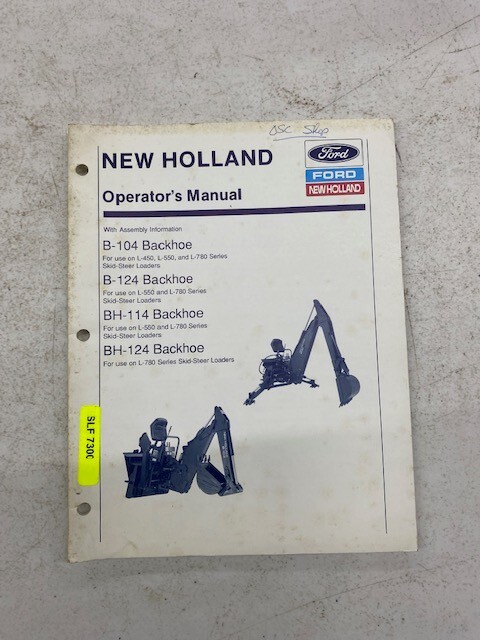 OSC Shop
NEW HOLLAND
Ford
FORD
NEW HOLLAND
Operator's Manual
With Assembly Information
B-104 Backhoe
For use on L-450, L-550, and L-780 Series
Skid-Steer Loaders
B-124 Backhoe
For use on L-550 and L-780 Series
Skid-Steer Loaders
BH-114 Backhoe
For use on L-550 and L-780 Series
Skid-Steer Loaders
BH-124 Backhoe
For use on L-780 Series Skid-Steer Loaders
SLF 7300